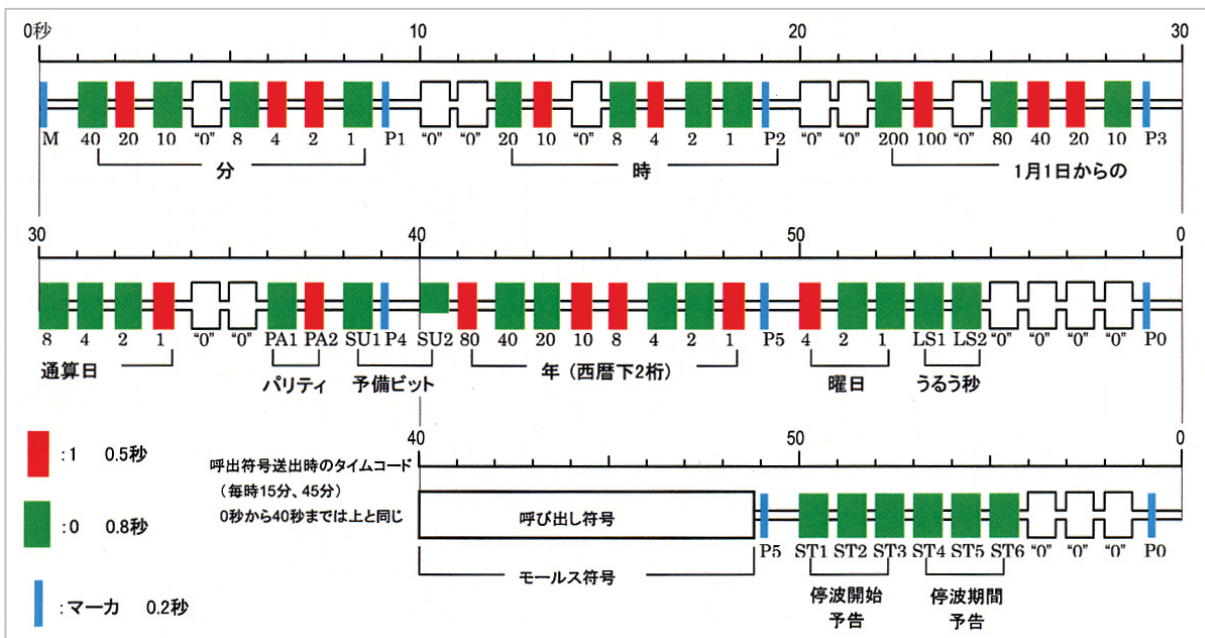 0秒 10 20 30
M 40 20 10 “0” 8 4 2 1 P1 “0” “0” 20 10 “0” 8 4 2 1 P2 “0” “0” 200 100 “0” 80 40 20 10 P3
分 時 1月1日からの
30 40 50 0
8 4 2 1 “0” “0” PA1 PA2 SU1 P4 SU2 80 40 20 10 8 4 2 1 P5 4 2 1 LS1 LS2 “0” “0” “0” “0” P0
通算日 パリティ 予備ビット 年（西暦下2桁） 曜日 うるう秒
40 50 0
:1 0.5秒
:0 0.8秒
:マーカ 0.2秒
呼出符号送出時のタイムコード
（毎時15分、45分）
0秒から40秒までは上と同じ
呼び出し符号
P5 ST1 ST2 ST3 ST4 ST5 ST6 “0” “0” “0” P0
モールス符号
停波開始
予告
停波期間
予告